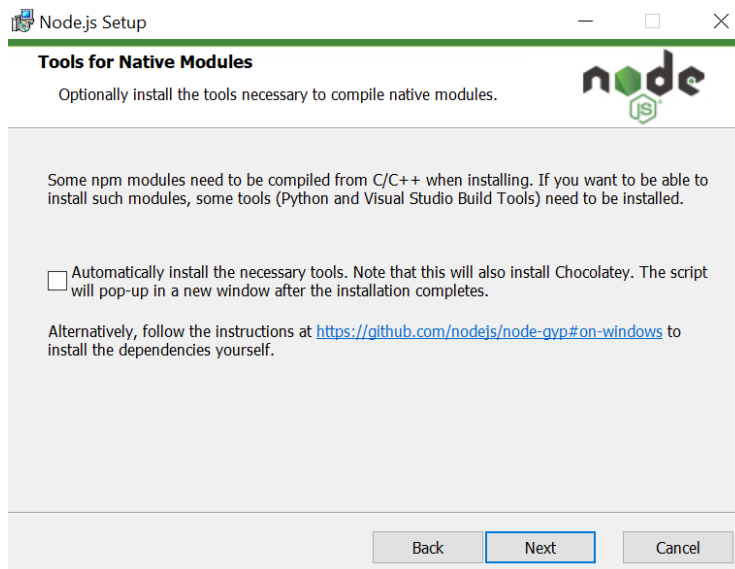 Node.js Setup
Tools for Native Modules
Optionally install the tools necessary to compile native modules.
node
JS
Some npm modules need to be compiled from C/C++ when installing. If you want to be able to
install such modules, some tools (Python and Visual Studio Build Tools) need to be installed.
Automatically install the necessary tools. Note that this will also install Chocolatey. The script
will pop-up in a new window after the installation completes.
Alternatively, follow the instructions at https://github.com/nodejs/node-gyp#on-windows to
install the dependencies yourself.
Back Next Cancel